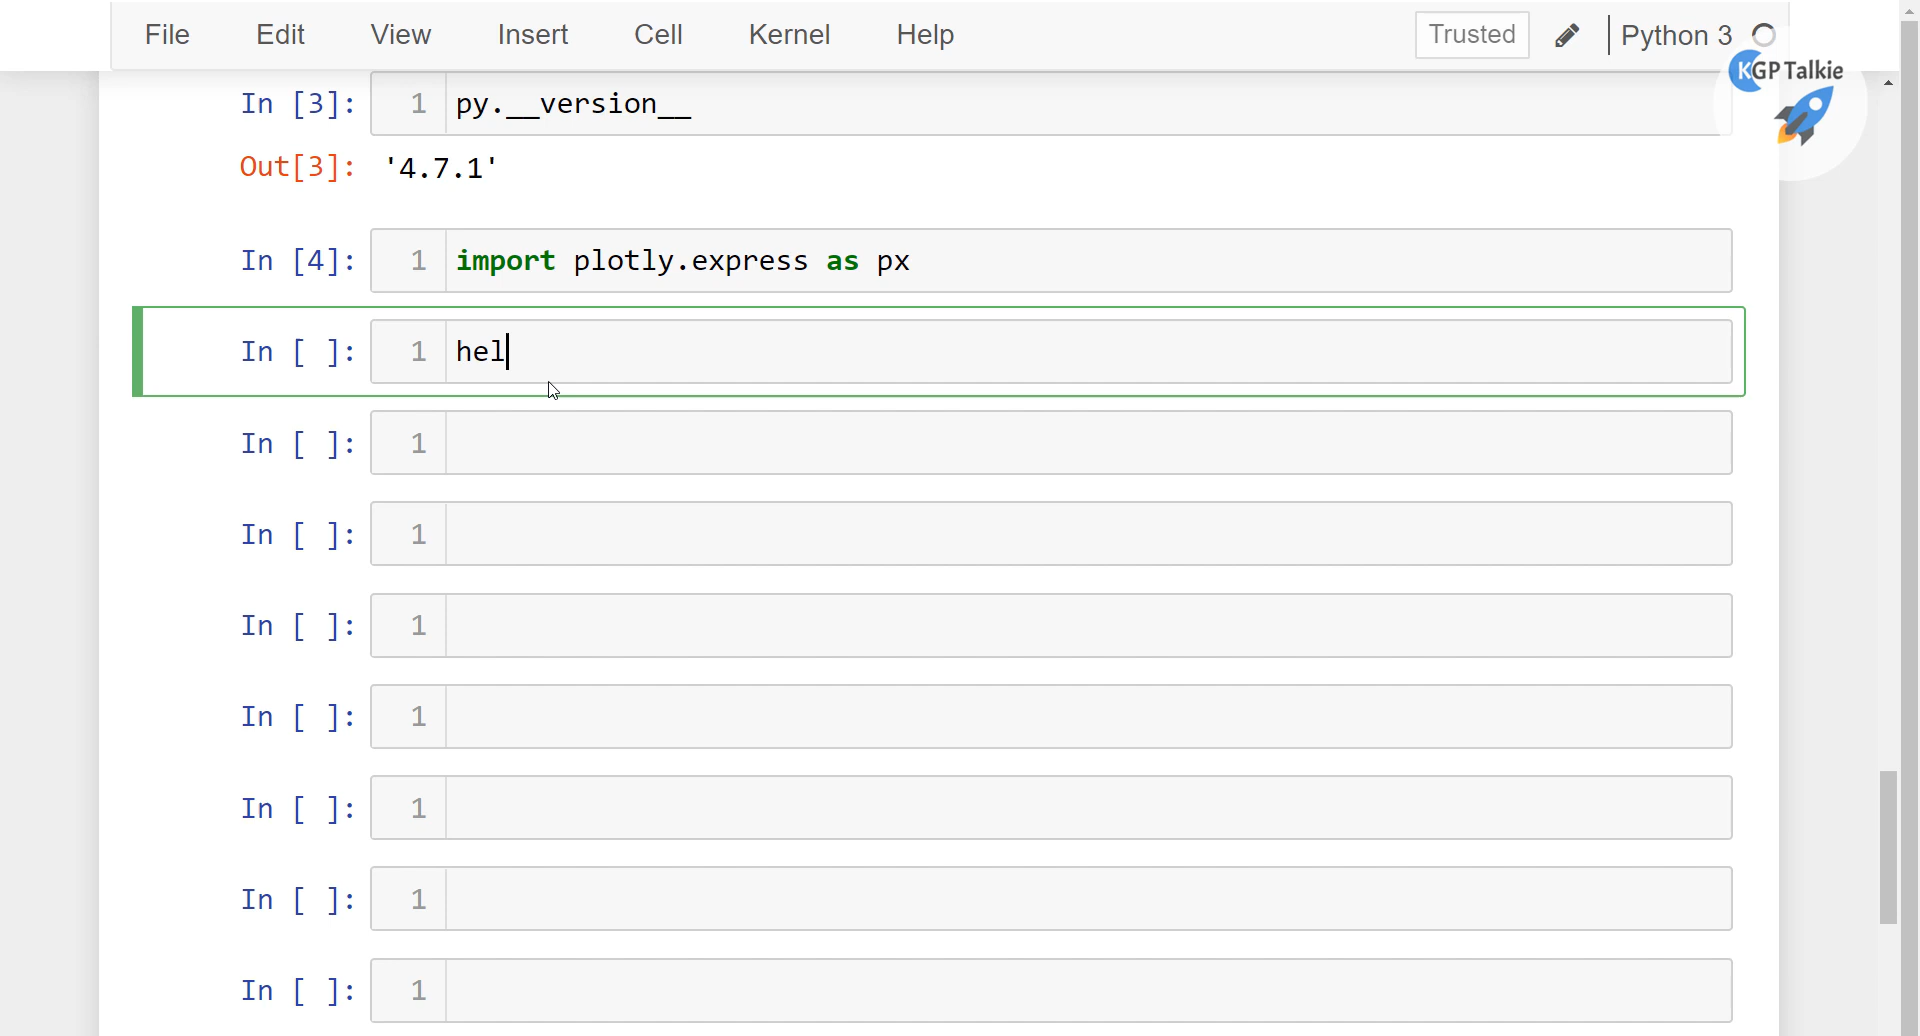 File Edit View Insert Cell Kernel Help Trusted Python 3
KGP Talkie
In [3]: 1 py.__version__
Out[3]: '4.7.1'
In [4]: 1 import plotly.express as px
In [ ]: 1 hel
In [ ]: 1
In [ ]: 1
In [ ]: 1
In [ ]: 1
In [ ]: 1
In [ ]: 1
In [ ]: 1